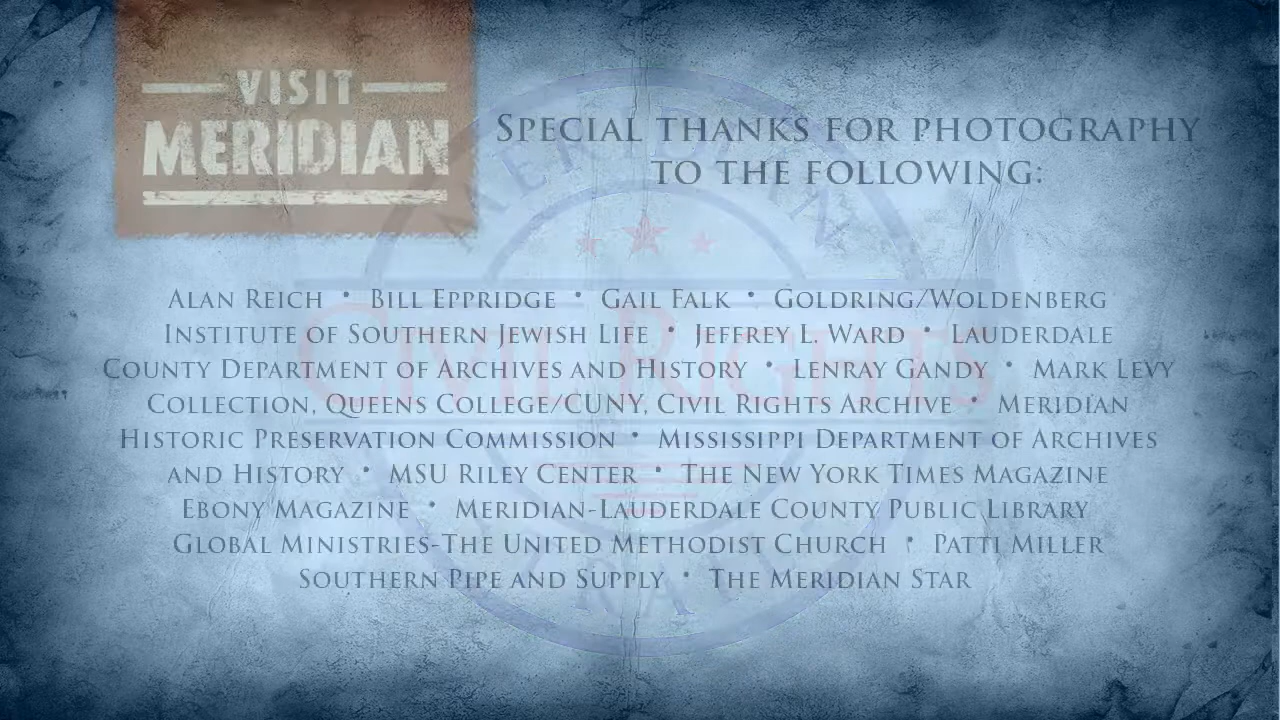 VISIT
MERIDIAN
SPECIAL THANKS FOR PHOTOGRAPHY
TO THE FOLLOWING:
MERIDIAN
CIVIL RIGHTS
TRAIL
ALAN REICH • BILL EPPRIDGE • GAIL FALK • GOLDRING/WOLDENBERG
INSTITUTE OF SOUTHERN JEWISH LIFE • JEFFREY L. WARD • LAUDERDALE
COUNTY DEPARTMENT OF ARCHIVES AND HISTORY • LENRAY GANDY • MARK LEVY
COLLECTION, QUEENS COLLEGE/CUNY, CIVIL RIGHTS ARCHIVE • MERIDIAN
HISTORIC PRESERVATION COMMISSION • MISSISSIPPI DEPARTMENT OF ARCHIVES
AND HISTORY • MSU RILEY CENTER • THE NEW YORK TIMES MAGAZINE
EBONY MAGAZINE • MERIDIAN-LAUDERDALE COUNTY PUBLIC LIBRARY
GLOBAL MINISTRIES-THE UNITED METHODIST CHURCH • PATTI MILLER
SOUTHERN PIPE AND SUPPLY • THE MERIDIAN STAR